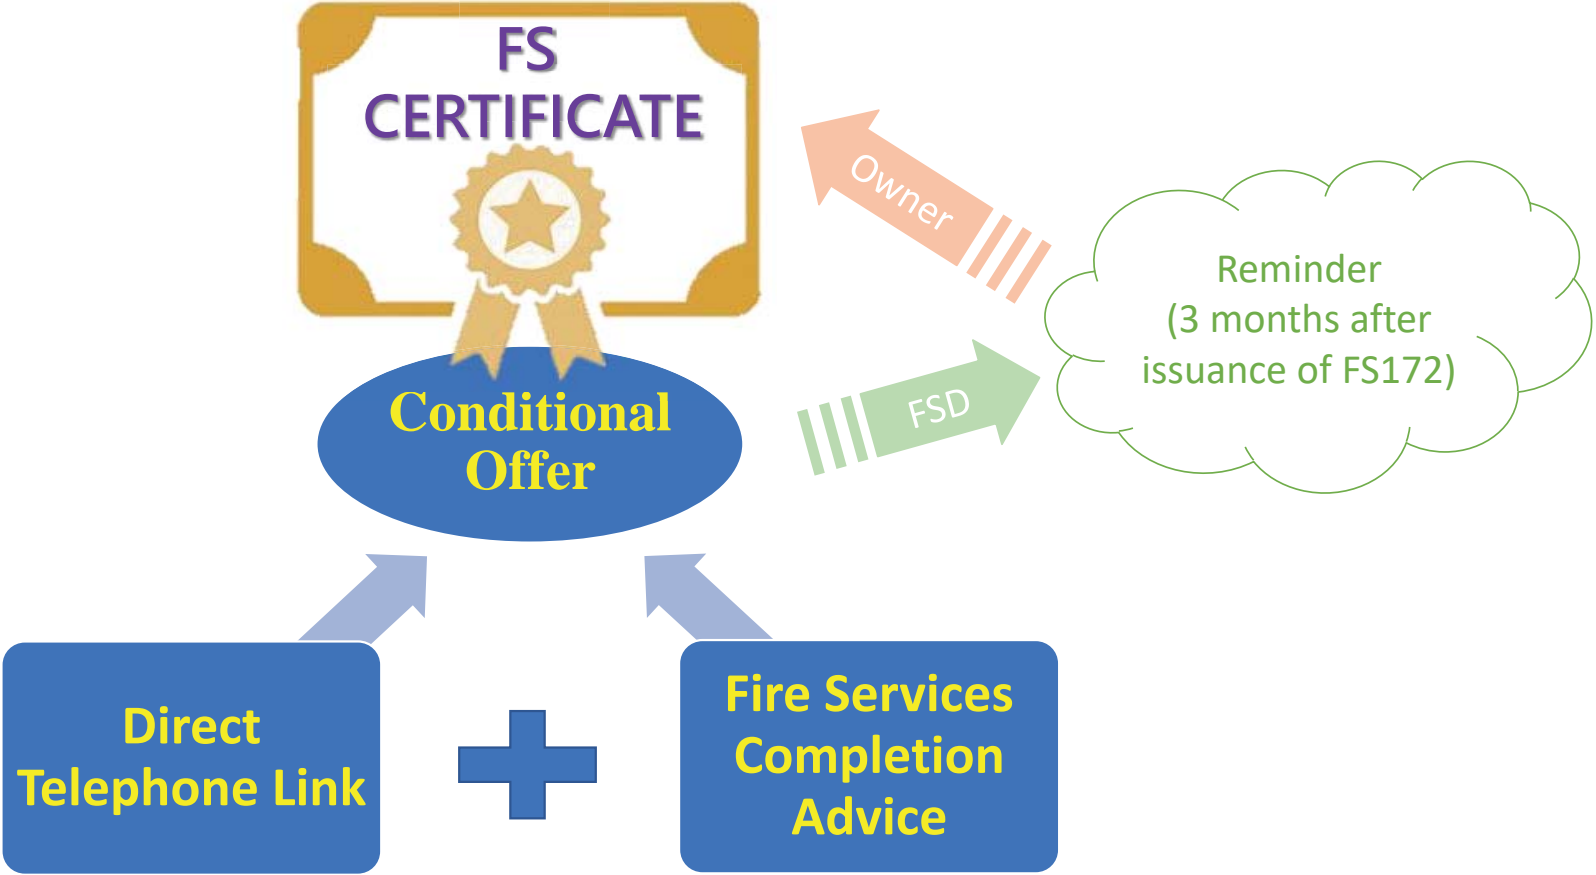 FS
CERTIFICATE
Owner
Reminder
(3 months after
issuance of FS172)
FSD
Conditional
Offer
Direct
Telephone Link
Fire Services
Completion
Advice